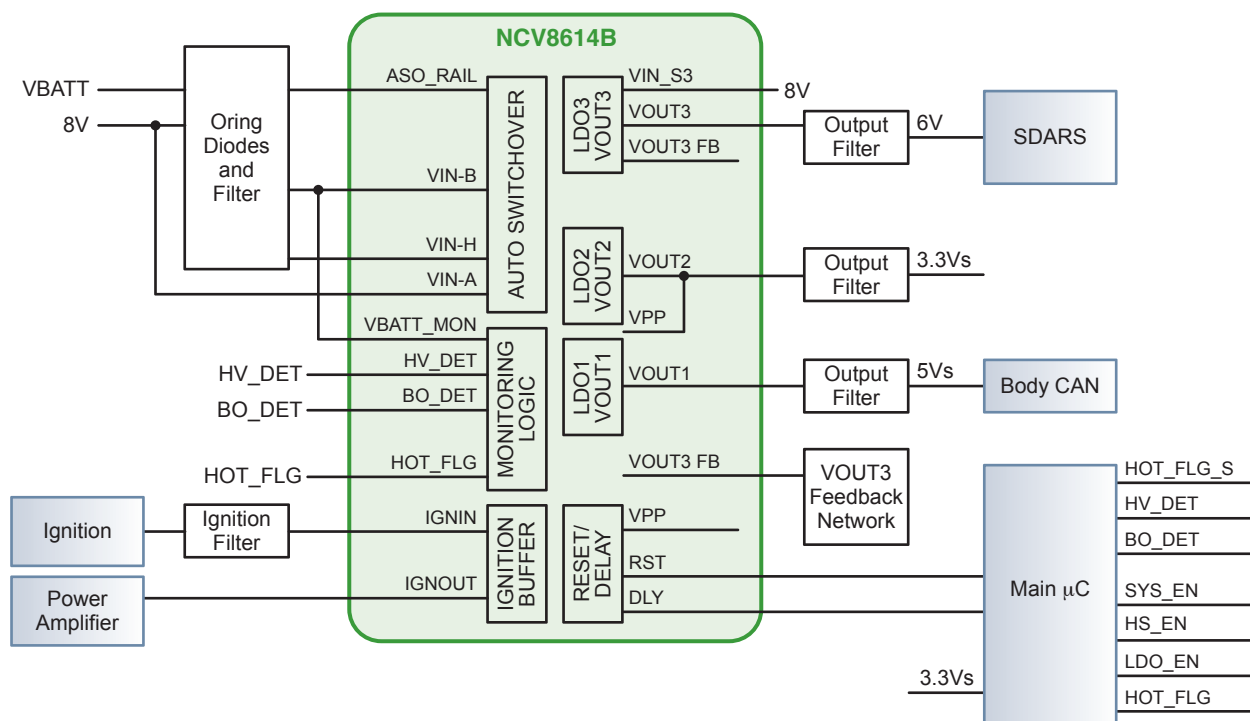 NCV8614B
VBATT
8V
Oring
Diodes
and
Filter
ASO_RAIL
VIN-B
VIN-H
VIN-A
AUTO SWITCHOVER
LDO3
VOUT3
VIN_S3
8V
VOUT3
VOUT3 FB
Output
Filter
6V
SDARS
LDO2
VOUT2
VOUT2
VPP
Output
Filter
3.3Vs
VBATT_MON
HV_DET
HV_DET
BO_DET
BO_DET
HOT_FLG
HOT_FLG
MONITORING
LOGIC
LDO1
VOUT1
VOUT1
Output
Filter
5Vs
Body CAN
VOUT3 FB
VOUT3
Feedback
Network
Ignition
Ignition
Filter
IGNIN
Power
Amplifier
IGNOUT
IGNITION
BUFFER
RESET/
DELAY
VPP
RST
DLY
3.3Vs
Main μC
HOT_FLG_S
HV_DET
BO_DET
SYS_EN
HS_EN
LDO_EN
HOT_FLG